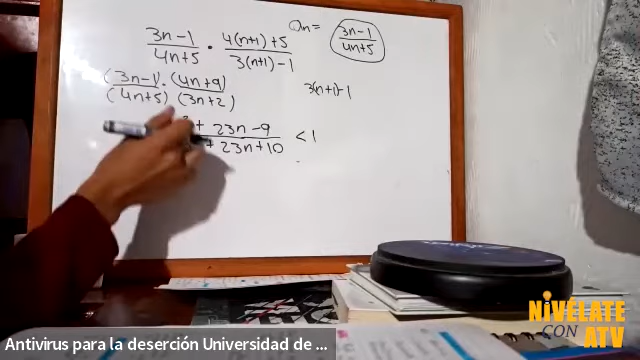 3n-1/4n+5 · 4(n+1)+5/3(n+1)-1
an= 3n-1/4n+5
(3n-1)/(4n+5) · (4n+9)/(3n+2)
3(n+1)-1
+ 23n-9/+ 23n+10 <1
NIVÉLATE
CON ATV
Antivirus para la deserción Universidad de ...